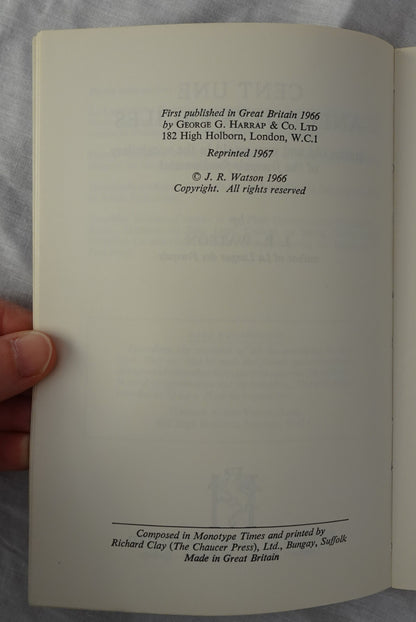 First published in Great Britain 1966
by GEORGE G. HARRAP & CO. LTD
182 High Holborn, London, W.C.1
Reprinted 1967
© J. R. Watson 1966
Copyright. All rights reserved
Composed in Monotype Times and printed by
Richard Clay (The Chaucer Press), Ltd., Bungay, Suffolk
Made in Great Britain